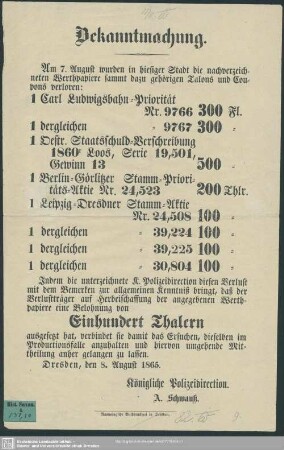 Bekanntmachung.
Am 7. August wurden in hiesiger Stadt die nachverzeich-
neten Werthpapiere sammt dazu gehörigen Talons und Cou-
pons verloren:
1 Carl Ludwigsbahn-Priorität
Nr. 9766 300 Fl.
1 dergleichen " 9767 300 "
1 Oestr. Staatsschuld-Verschreibung
1860r Loos, Serie 19,501,
Gewinn 13 500 "
1 Berlin-Görlitzer Stamm-Priori-
täts-Aktie Nr. 24,523 200 Thlr.
1 Leipzig-Dresdner Stamm-Aktie
Nr. 24,508 100 "
1 dergleichen " 39,224 100 "
1 dergleichen " 39,225 100 "
1 dergleichen " 30,804 100 "
Indem die unterzeichnete K. Polizeidirection diesen Verlust
mit dem Bemerken zur allgemeinen Kenntniß bringt, daß der
Verlustträger auf Herbeischaffung der angegebenen Werth-
papiere eine Belohnung von
Einhundert Thalern
ausgesetzt hat, verbindet sie damit das Ersuchen, dieselben im
Productionsfalle anzuhalten und hiervon umgehende Mit-
theilung anher gelangen zu lassen.
Dresden, den 8. August 1865.
Königliche Polizeidirection.
A. Schwauß.